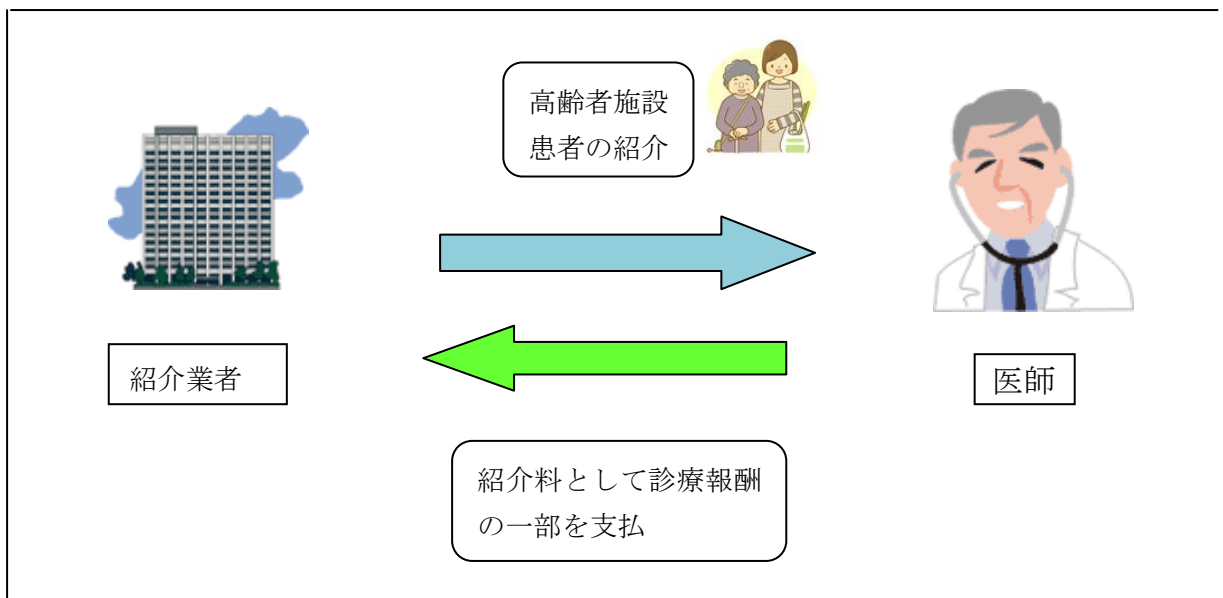 高齢者施設
患者の紹介
紹介業者
医師
紹介料として診療報酬
の一部を支払